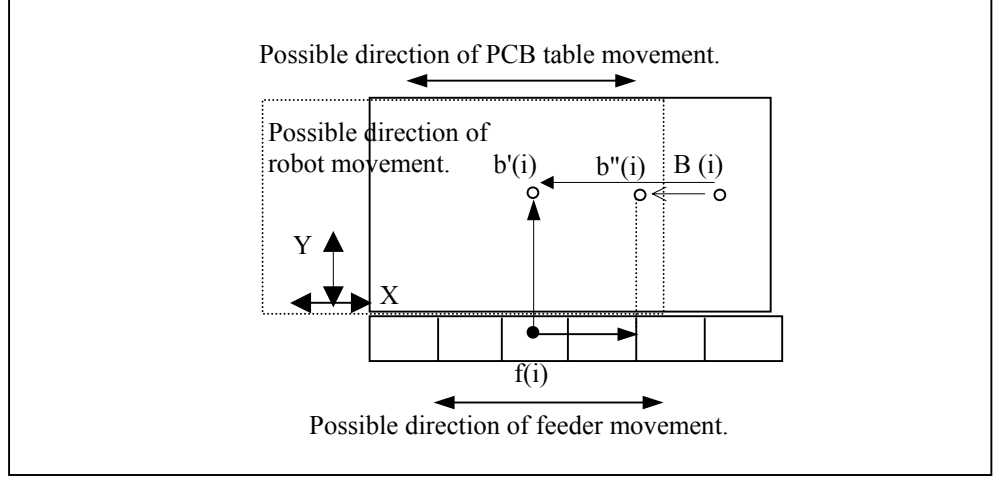 Possible direction of PCB table movement.
Possible direction of
robot movement.
b'(i)
b"(i)
B (i)
Y
X
f(i)
Possible direction of feeder movement.